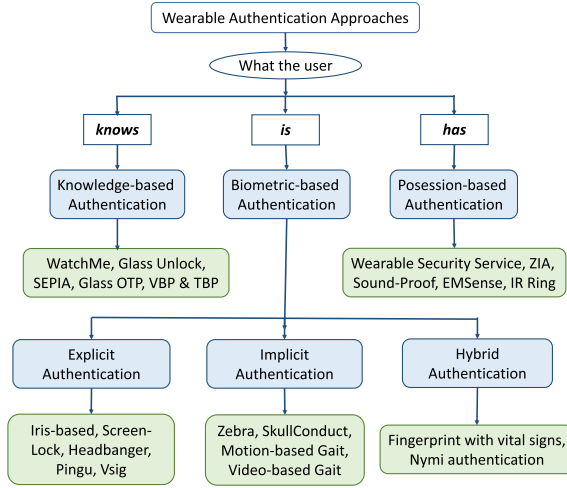 Wearable Authentication Approaches
What the user
knows
is
has
Knowledge-based
Authentication
Biometric-based
Authentication
Posession-based
Authentication
WatchMe, Glass Unlock,
SEPIA, Glass OTP, VBP & TBP
Wearable Security Service, ZIA,
Sound-Proof, EMSense, IR Ring
Explicit
Authentication
Implicit
Authentication
Hybrid
Authentication
Iris-based, Screen-
Lock, Headbanger,
Pingu, Vsig
Zebra, SkullConduct,
Motion-based Gait,
Video-based Gait
Fingerprint with vital signs,
Nymi authentication